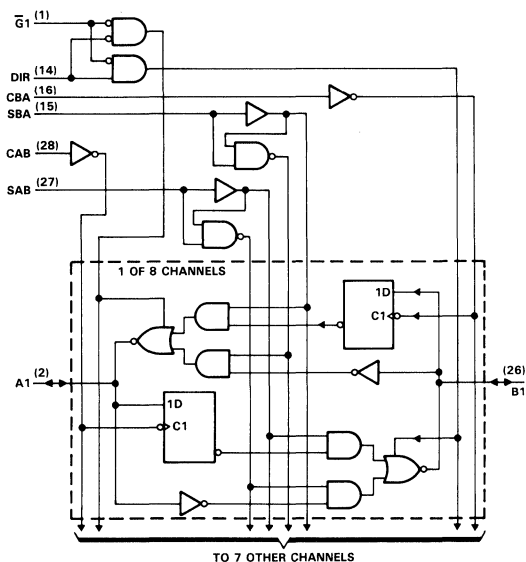 G̅1 (1)
DIR (14)
CBA (16)
SBA (15)
CAB (28)
SAB (27)
1 OF 8 CHANNELS
1D
C1
A1 (2)
(26)
B1
1D
C1
TO 7 OTHER CHANNELS